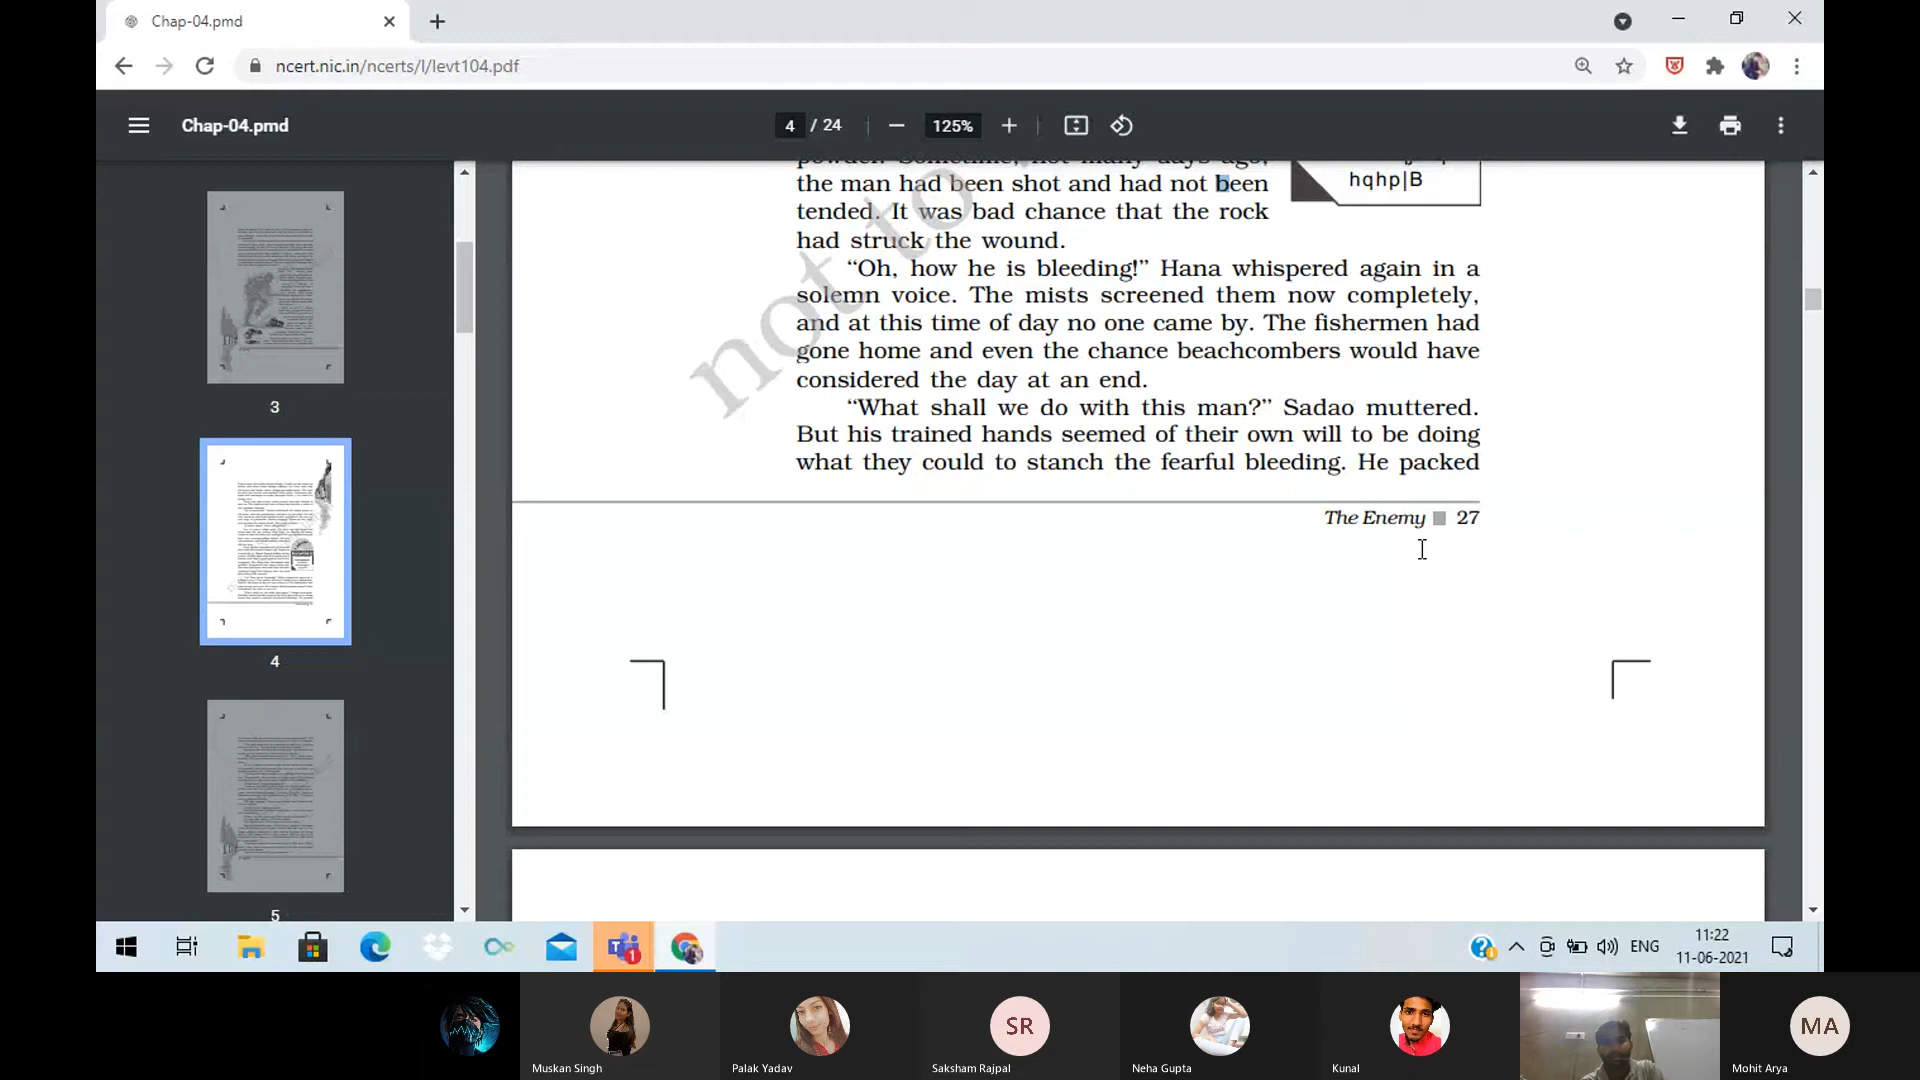 Chap-04.pmd
ncert.nic.in/ncerts/l/levt104.pdf
Chap-04.pmd
4 / 24
125%
3
4
5
the man had been shot and had not been
tended. It was bad chance that the rock
had struck the wound.
hqhp|B
“Oh, how he is bleeding!” Hana whispered again in a
solemn voice. The mists screened them now completely,
and at this time of day no one came by. The fishermen had
gone home and even the chance beachcombers would have
considered the day at an end.
“What shall we do with this man?” Sadao muttered.
But his trained hands seemed of their own will to be doing
what they could to stanch the fearful bleeding. He packed
not to
The Enemy 27
1
ENG
11:22
11-06-2021
SR
MA
Muskan Singh
Palak Yadav
Saksham Rajpal
Neha Gupta
Kunal
Mohit Arya